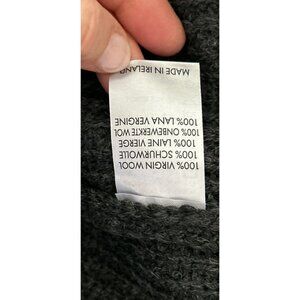 100% VIRGIN WOOL
100% SCHURWOLLE
100% LAINE VIERGE
100% ONBEWERKTE WOL
100% LANA VERGINE
MADE IN IRELAND